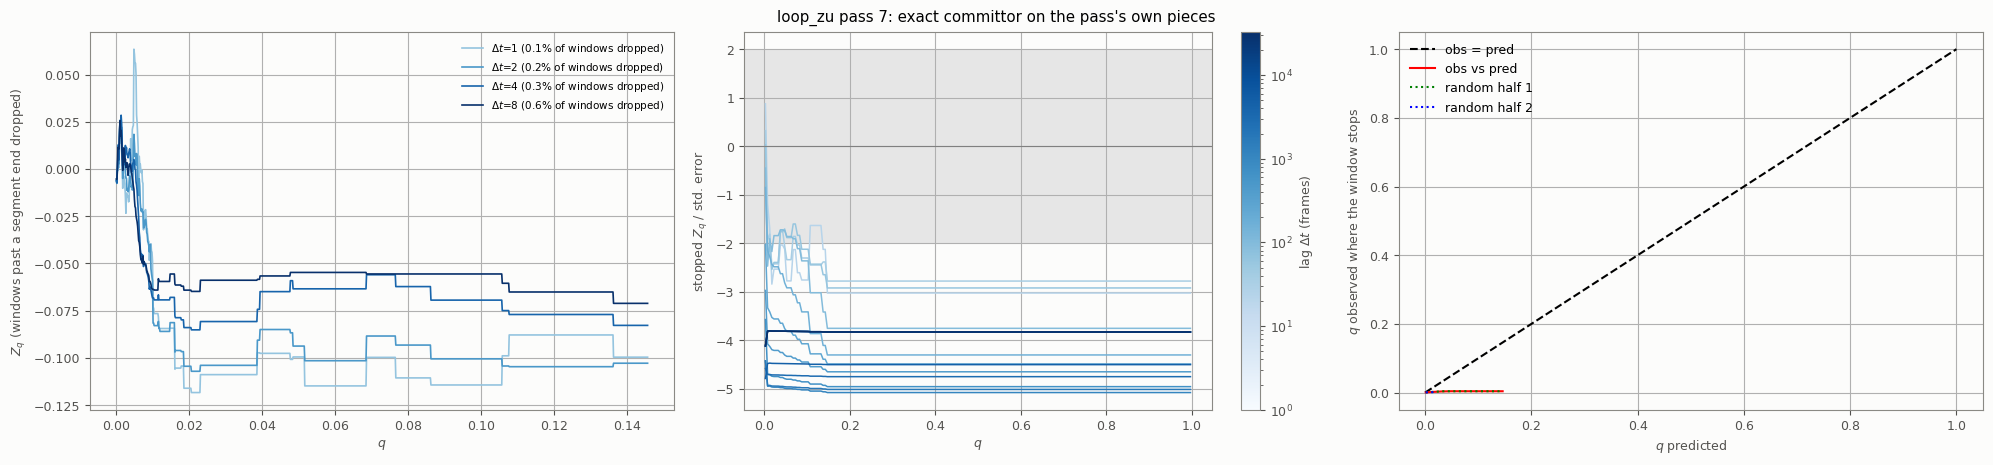 loop_zu pass 7: exact committor on the pass's own pieces
Z_q (windows past a segment end dropped)
0.050
0.025
0.000
−0.025
−0.050
−0.075
−0.100
−0.125
Δt=1 (0.1% of windows dropped)
Δt=2 (0.2% of windows dropped)
Δt=4 (0.3% of windows dropped)
Δt=8 (0.6% of windows dropped)
0.00 0.02 0.04 0.06 0.08 0.10 0.12 0.14
q
stopped Z_q / std. error
2
1
0
−1
−2
−3
−4
−5
0.0 0.2 0.4 0.6 0.8 1.0
q
10^4
10^3
10^2
10^1
10^0
lag Δt (frames)
q observed where the window stops
1.0
0.8
0.6
0.4
0.2
0.0
obs = pred
obs vs pred
random half 1
random half 2
0.0 0.2 0.4 0.6 0.8 1.0
q predicted